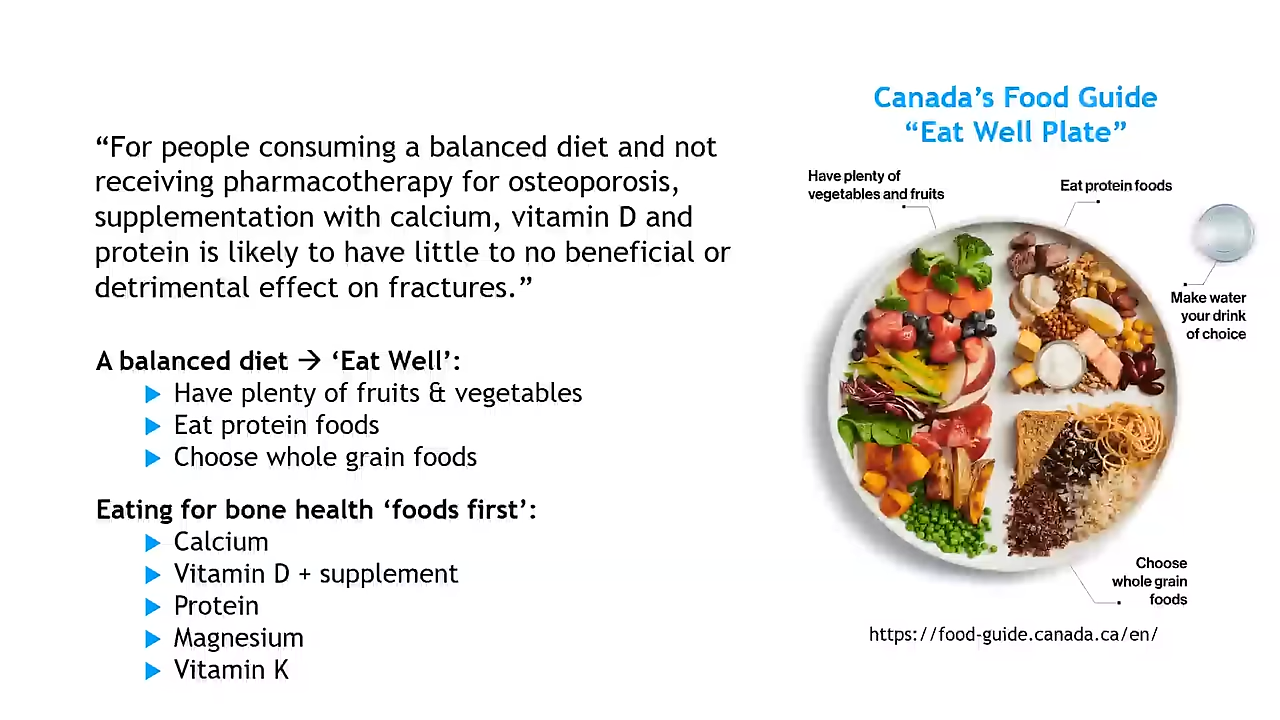 “For people consuming a balanced diet and not
receiving pharmacotherapy for osteoporosis,
supplementation with calcium, vitamin D and
protein is likely to have little to no beneficial or
detrimental effect on fractures.”
A balanced diet → ‘Eat Well’:
Have plenty of fruits & vegetables
Eat protein foods
Choose whole grain foods
Eating for bone health ‘foods first’:
Calcium
Vitamin D + supplement
Protein
Magnesium
Vitamin K
Canada’s Food Guide
“Eat Well Plate”
Have plenty of
vegetables and fruits
Eat protein foods
Make water
your drink
of choice
Choose
whole grain
foods
https://food-guide.canada.ca/en/